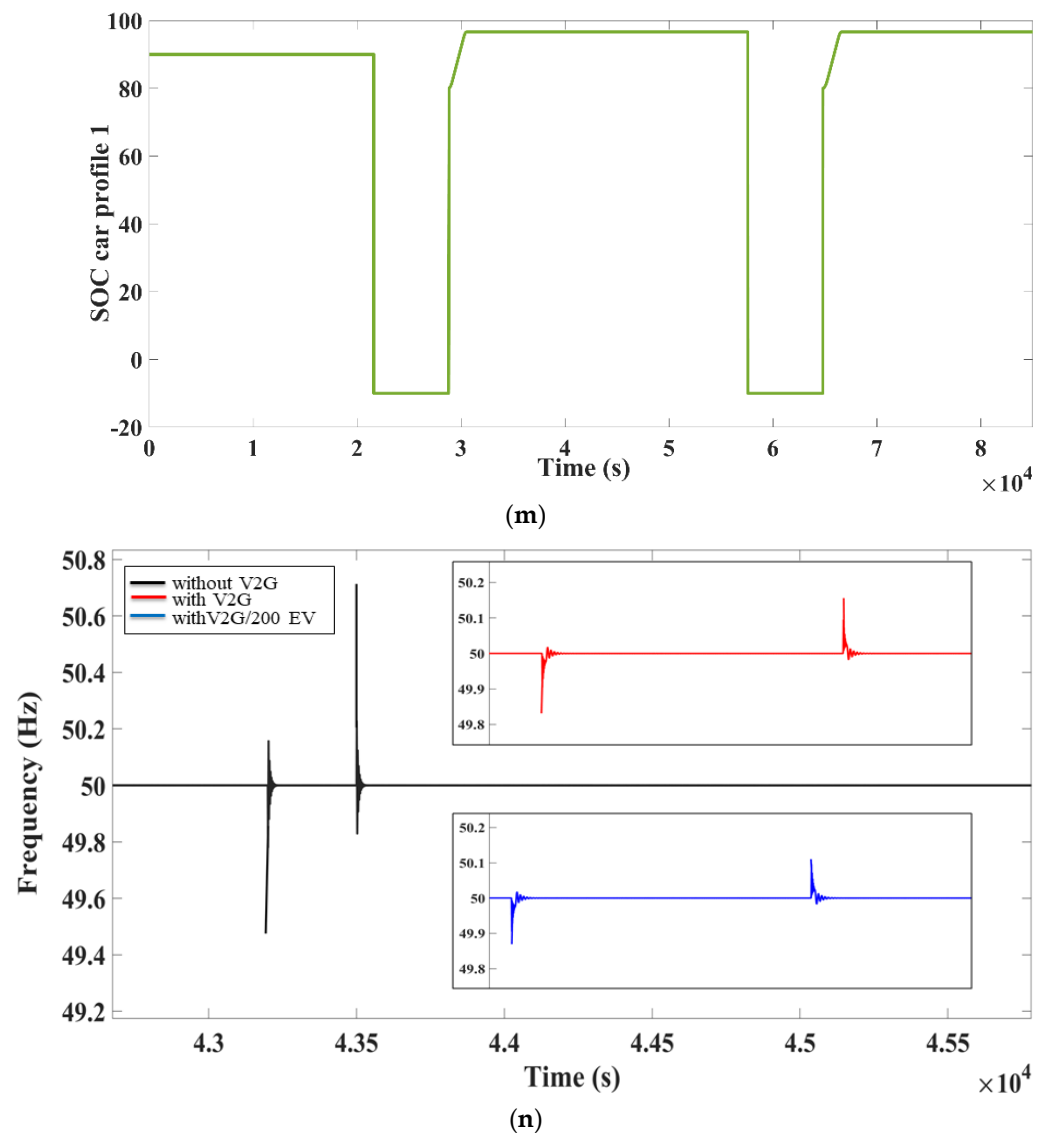 100
80
60
40
20
0
-20
SOC car profile 1
0 1 2 3 4 5 6 7 8
Time (s)
×10⁴
(m)
50.8
50.6
50.4
50.2
50
49.8
49.6
49.4
49.2
Frequency (Hz)
without V2G
with V2G
withV2G/200 EV
50.2
50.1
50
49.9
49.8
50.2
50.1
50
49.9
49.8
4.3 4.35 4.4 4.45 4.5 4.55
Time (s)
×10⁴
(n)